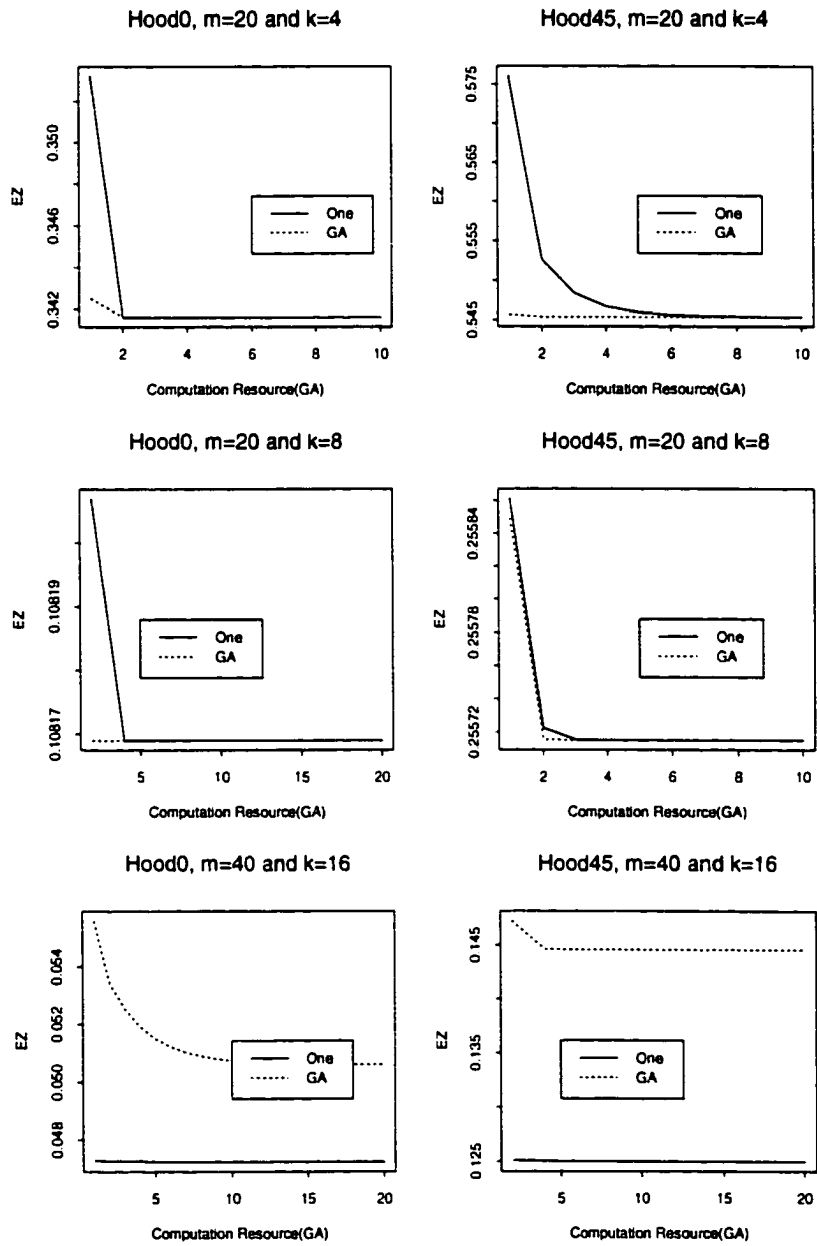 Hood0, m=20 and k=4
EZ
0.350
0.346
0.342
One
GA
2
4
6
8
10
Computation Resource(GA)
Hood45, m=20 and k=4
EZ
0.575
0.565
0.555
0.545
One
GA
2
4
6
8
10
Computation Resource(GA)
Hood0, m=20 and k=8
EZ
0.10819
0.10817
One
GA
5
10
15
20
Computation Resource(GA)
Hood45, m=20 and k=8
EZ
0.25584
0.25578
0.25572
One
GA
2
4
6
8
10
Computation Resource(GA)
Hood0, m=40 and k=16
EZ
0.054
0.052
0.050
0.048
One
GA
5
10
15
20
Computation Resource(GA)
Hood45, m=40 and k=16
EZ
0.145
0.135
0.125
One
GA
5
10
15
20
Computation Resource(GA)